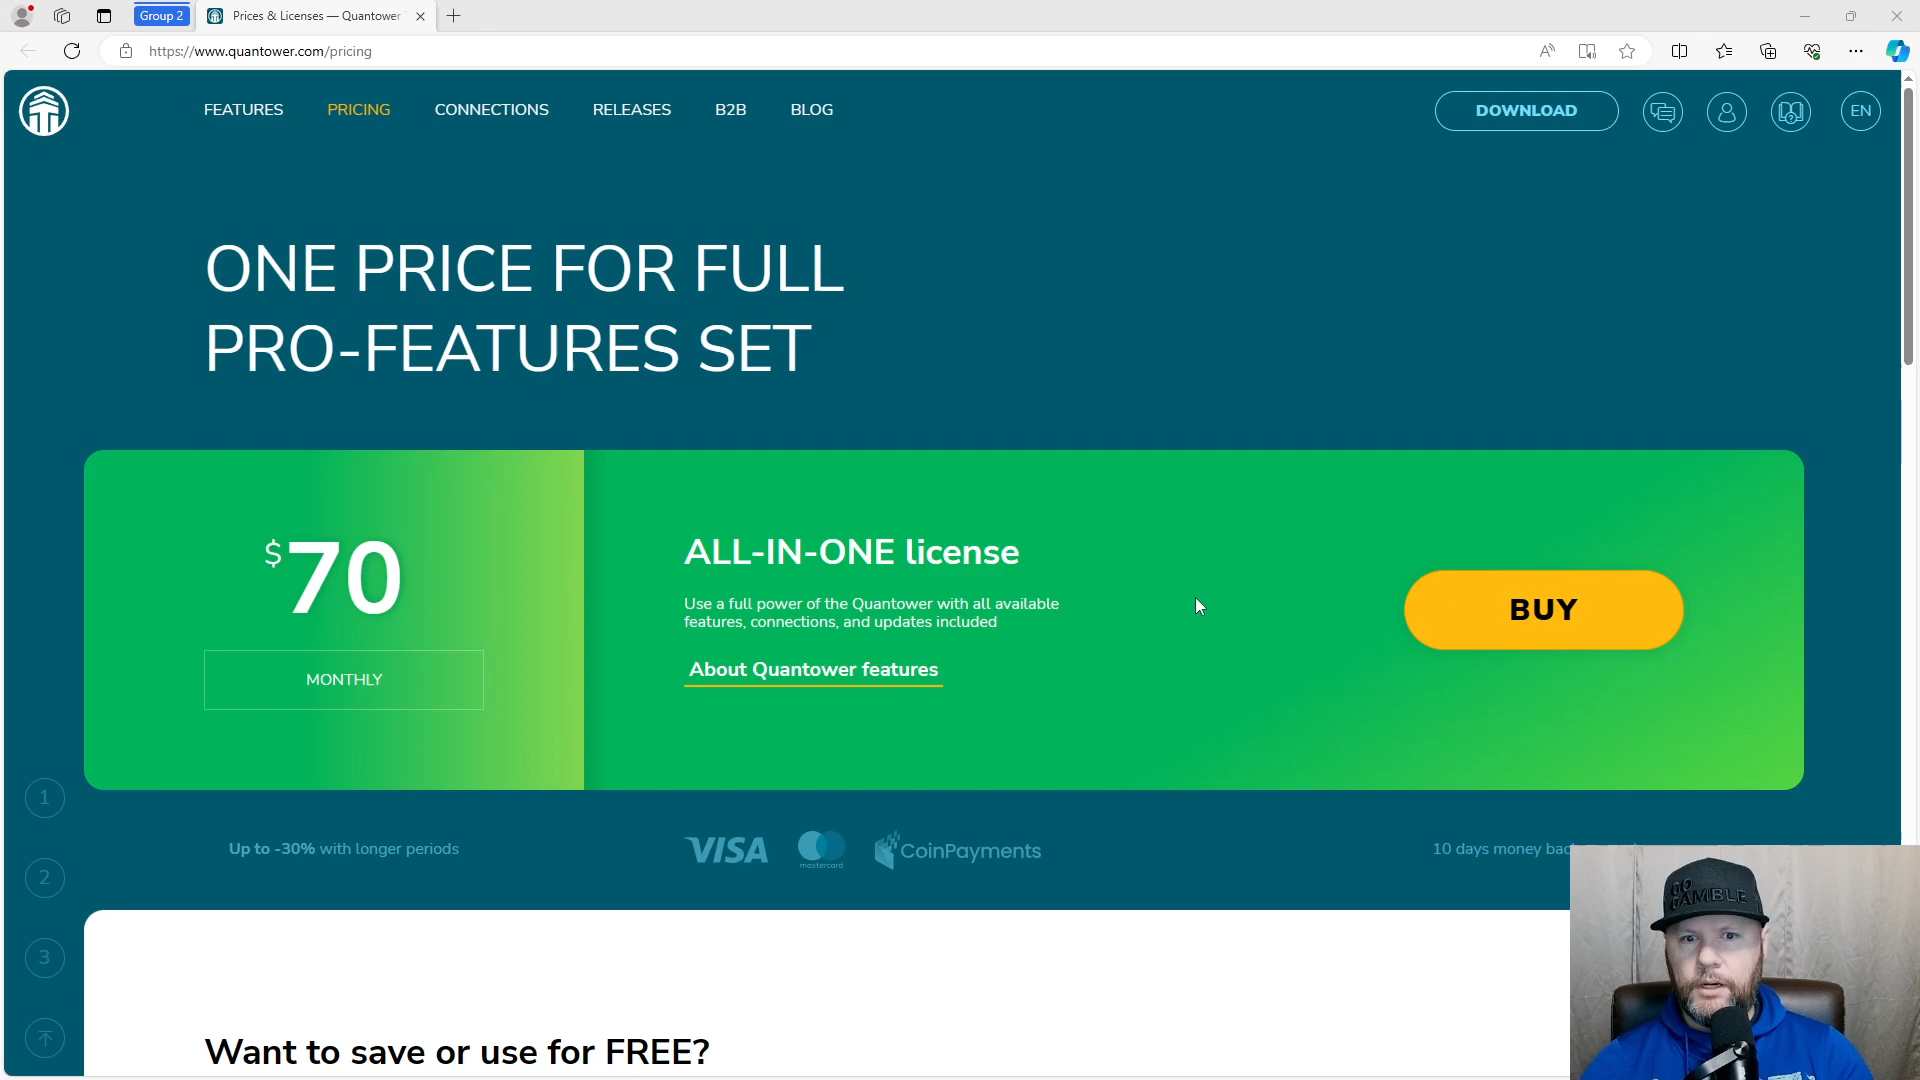 Group 2
Prices & Licenses — Quantower
https://www.quantower.com/pricing
FEATURES
PRICING
CONNECTIONS
RELEASES
B2B
BLOG
DOWNLOAD
EN
ONE PRICE FOR FULL
PRO-FEATURES SET
$70
MONTHLY
ALL-IN-ONE license
Use a full power of the Quantower with all available
features, connections, and updates included
About Quantower features
BUY
1
2
3
Up to -30% with longer periods
VISA
mastercard
CoinPayments
10 days money
GO
GAMBLE
Want to save or use for FREE?